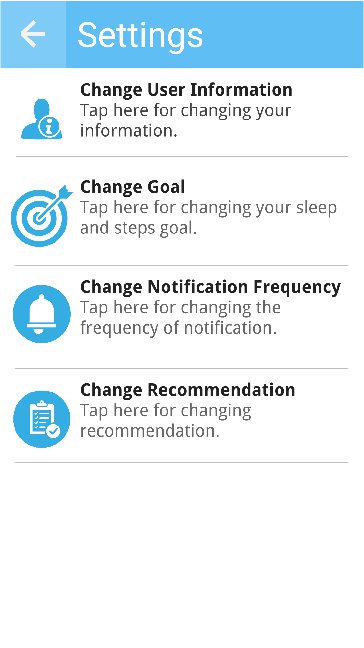 Settings
Change User Information
Tap here for changing your
information.
Change Goal
Tap here for changing your sleep
and steps goal.
Change Notification Frequency
Tap here for changing the
frequency of notification.
Change Recommendation
Tap here for changing
recommendation.